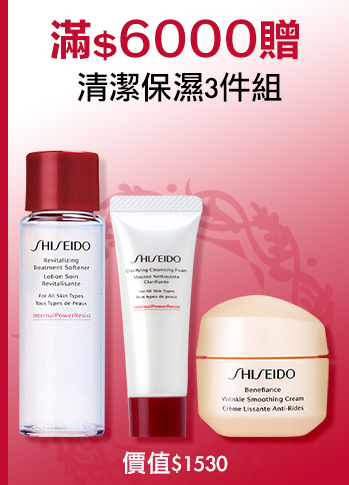 滿$6000贈
清潔保濕3件組
SHISEIDO
Revitalizing
Treatment Softener
Lotion Soin
Revitalisante
For All Skin Types
Tous Types de Peaux
InternalPowerResist
SHISEIDO
Clarifying Cleansing Foam
Mousse Nettoyante
Clarifiante
For All Skin Types
Tous types de peaux
InternalPowerResist
SHISEIDO
Benefiance
Wrinkle Smoothing Cream
Crème Lissante Anti-Rides
價值$1530